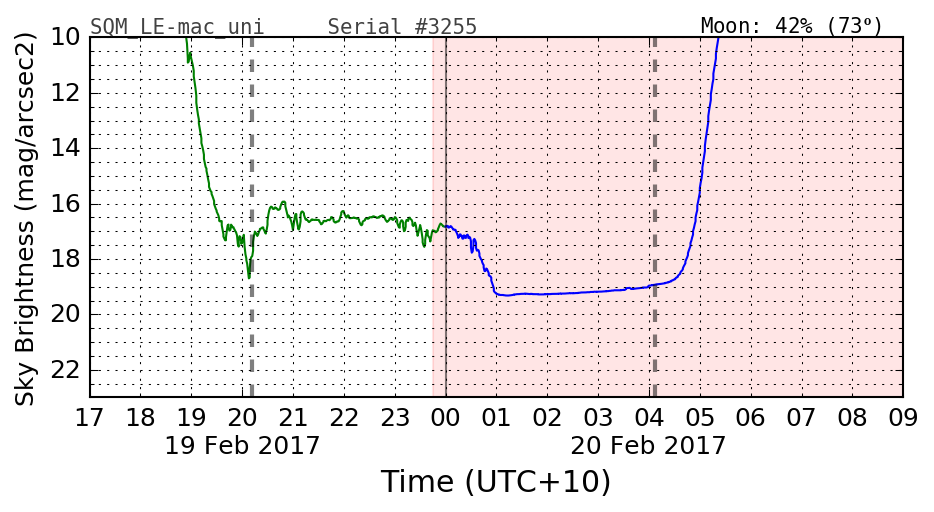 SQM_LE-mac_uni Serial #3255 Moon: 42% (73°)
Sky Brightness (mag/arcsec2)
10
12
14
16
18
20
22
17 18 19 20 21 22 23 00 01 02 03 04 05 06 07 08 09
19 Feb 2017 20 Feb 2017
Time (UTC+10)